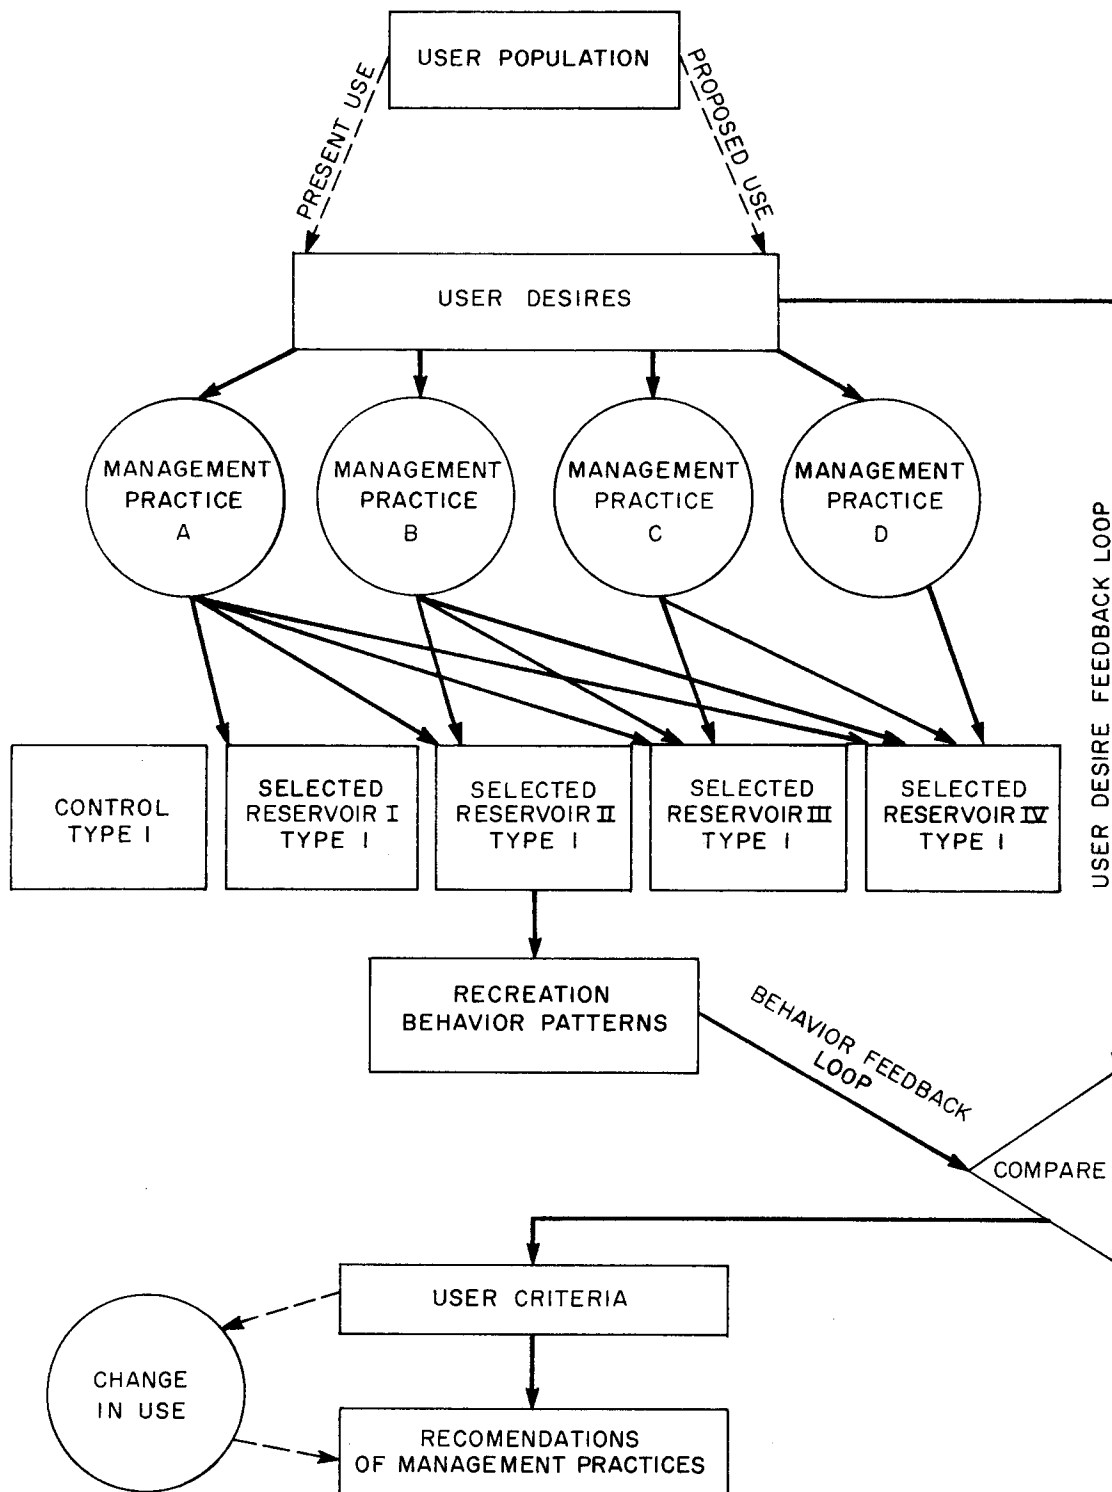 USER POPULATION
PRESENT USE
PROPOSED USE
USER DESIRES
MANAGEMENT
PRACTICE
A
MANAGEMENT
PRACTICE
B
MANAGEMENT
PRACTICE
C
MANAGEMENT
PRACTICE
D
USER DESIRE FEEDBACK LOOP
CONTROL
TYPE I
SELECTED
RESERVOIR I
TYPE I
SELECTED
RESERVOIR II
TYPE I
SELECTED
RESERVOIR III
TYPE I
SELECTED
RESERVOIR IV
TYPE I
RECREATION
BEHAVIOR PATTERNS
BEHAVIOR FEEDBACK
LOOP
COMPARE
USER CRITERIA
CHANGE
IN USE
RECOMENDATIONS
OF MANAGEMENT PRACTICES